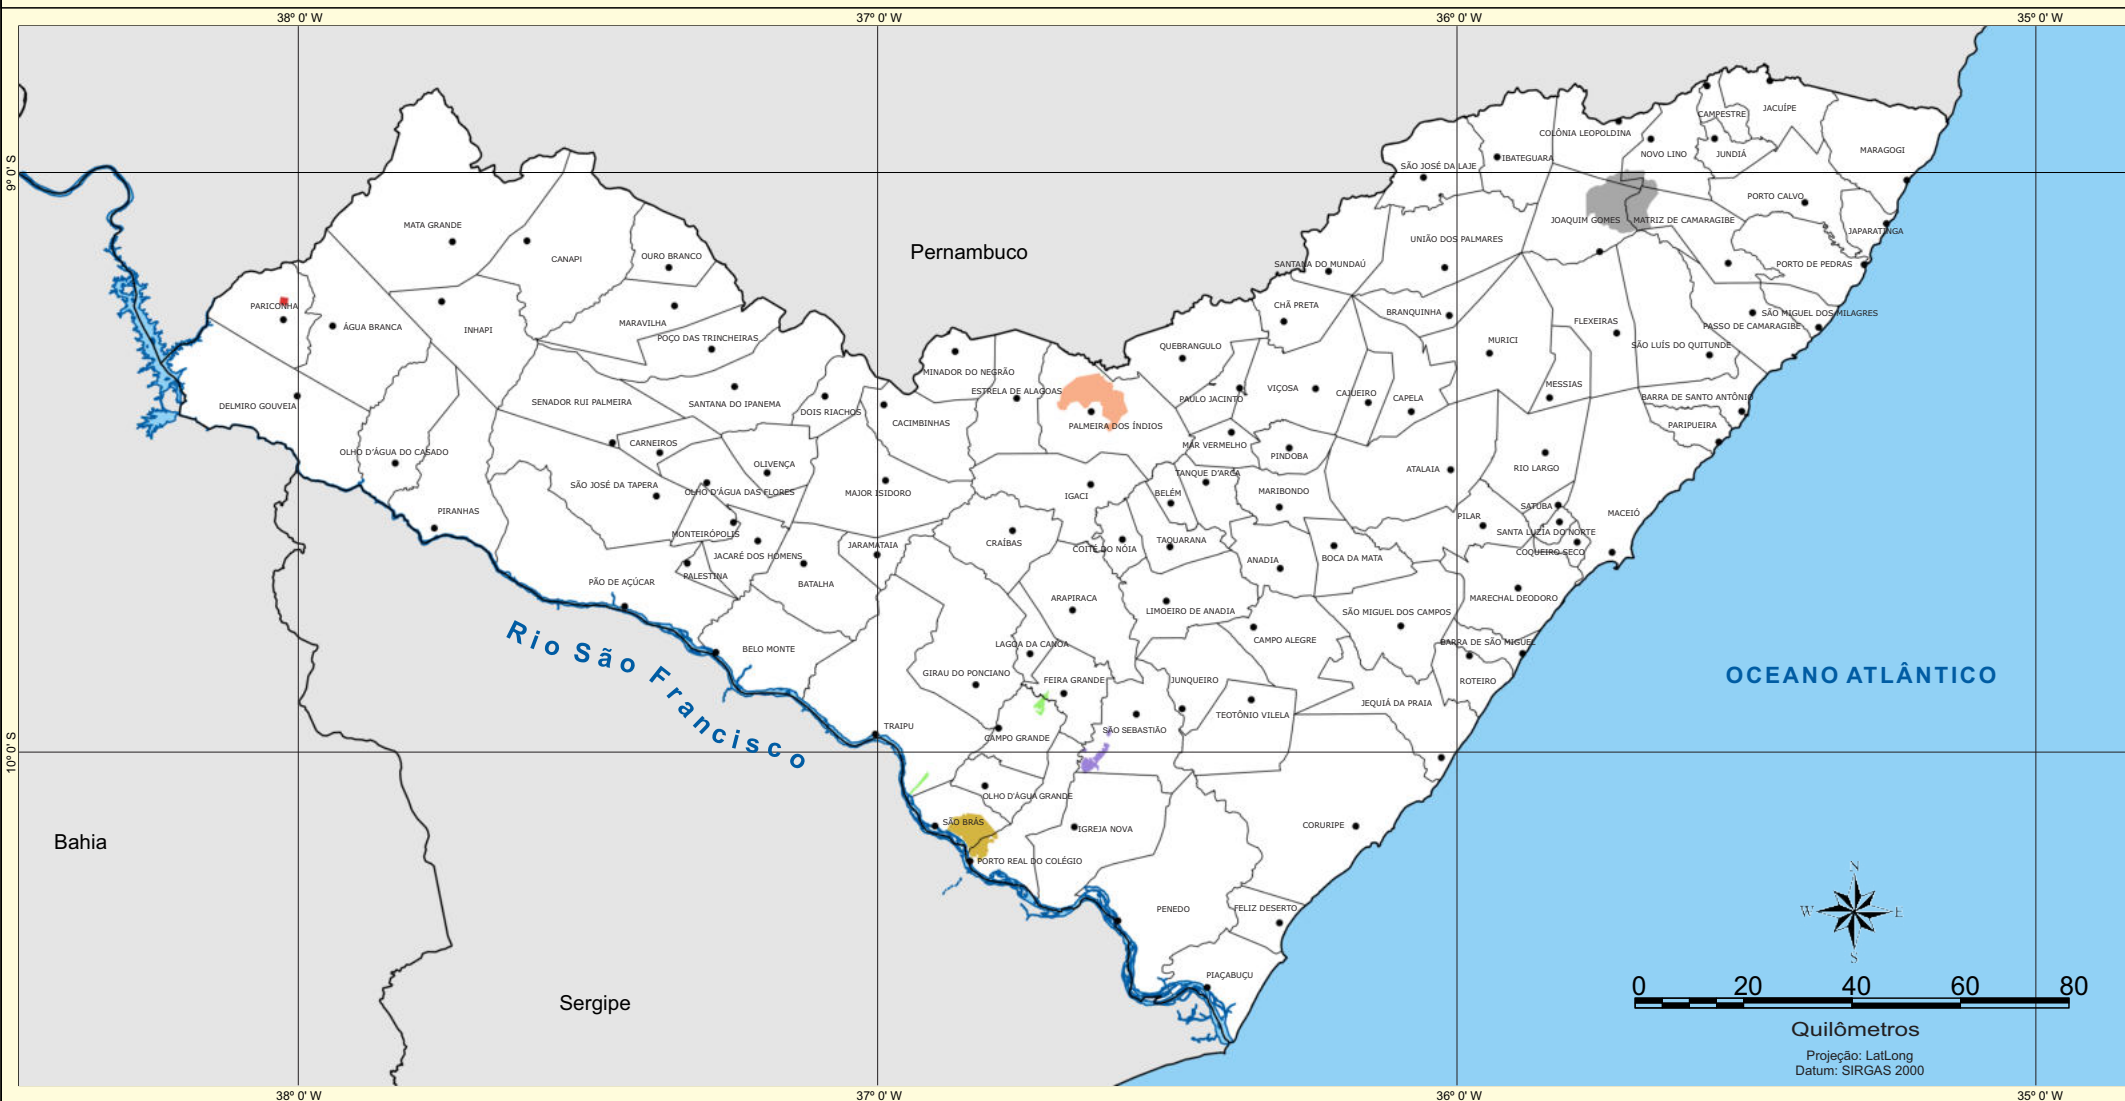 38º 0' W
37º 0' W
36º 0' W
35º 0' W
9º 0' S
10º 0' S
CAMPESTRE
JACUÍPE
COLÔNIA LEOPOLDINA
NOVO LINO
JUNDIÁ
MARAGOGI
IBATEGUARA
SÃO JOSÉ DA LAJE
PORTO CALVO
MATA GRANDE
JOAQUIM GOMES
MATRIZ DE CAMARAGIBE
JAPARATINGA
UNIÃO DOS PALMARES
Pernambuco
CANAPI
OURO BRANCO
SANTANA DO MUNDAÚ
PORTO DE PEDRAS
PARICONHA
CHÃ PRETA
BRANQUINHA
SÃO MIGUEL DOS MILAGRES
ÁGUA BRANCA
INHAPI
MARAVILHA
FLEXEIRAS
PASSO DE CAMARAGIBE
POÇO DAS TRINCHEIRAS
QUEBRANGULO
MURICI
SÃO LUÍS DO QUITUNDE
MINADOR DO NEGRÃO
MESSIAS
ESTRELA DE ALAGOAS
VIÇOSA
CAJUEIRO
CAPELA
PAULO JACINTO
BARRA DE SANTO ANTÔNIO
DELMIRO GOUVEIA
SENADOR RUI PALMEIRA
SANTANA DO IPANEMA
DOIS RIACHOS
CACIMBINHAS
PALMEIRA DOS ÍNDIOS
PARIPUEIRA
CARNEIROS
MAR VERMELHO
PINDOBA
OLHO D'ÁGUA DO CASADO
OLIVENÇA
TANQUE D'ARCA
ATALAIA
RIO LARGO
SÃO JOSÉ DA TAPERA
OLHO D'ÁGUA DAS FLORES
MAJOR ISIDORO
IGACI
BELÉM
MARIBONDO
PIRANHAS
SATUBA
MACEIÓ
PILAR
MONTEIRÓPOLIS
SANTA LUZIA DO NORTE
CRAÍBAS
COITÉ DO NÓIA
TAQUARANA
JARAMATAIA
COQUEIRO SECO
JACARÉ DOS HOMENS
ANADIA
BOCA DA MATA
PALESTINA
PÃO DE AÇÚCAR
BATALHA
ARAPIRACA
MARECHAL DEODORO
LIMOEIRO DE ANADIA
SÃO MIGUEL DOS CAMPOS
CAMPO ALEGRE
BARRA DE SÃO MIGUEL
LAGOA DA CANOA
BELO MONTE
Rio São Francisco
GIRAU DO PONCIANO
FEIRA GRANDE
JUNQUEIRO
ROTEIRO
OCEANO ATLÂNTICO
JEQUIÁ DA PRAIA
TEOTÔNIO VILELA
TRAIPU
SÃO SEBASTIÃO
CAMPO GRANDE
OLHO D'ÁGUA GRANDE
SÃO BRÁS
IGREJA NOVA
CORURIPE
Bahia
PORTO REAL DO COLÉGIO
N
W
E
S
PENEDO
FELIZ DESERTO
PIAÇABUÇU
Sergipe
0 20 40 60 80
Quilômetros
Projeção: LatLong
Datum: SIRGAS 2000
38º 0' W
37º 0' W
36º 0' W
35º 0' W